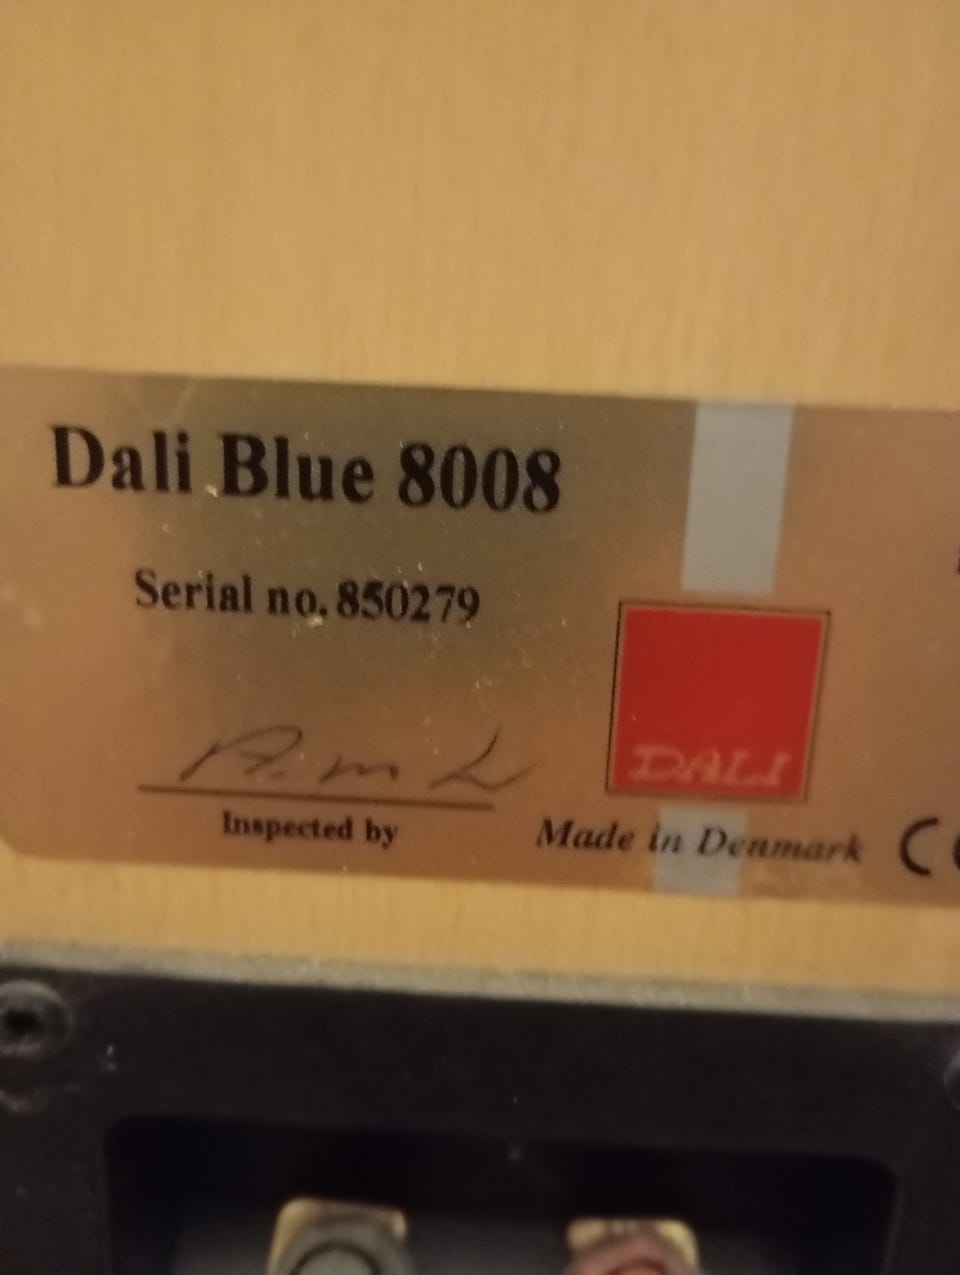 Dali Blue 8008
Serial no. 850279
DALI
Inspected by
Made in Denmark